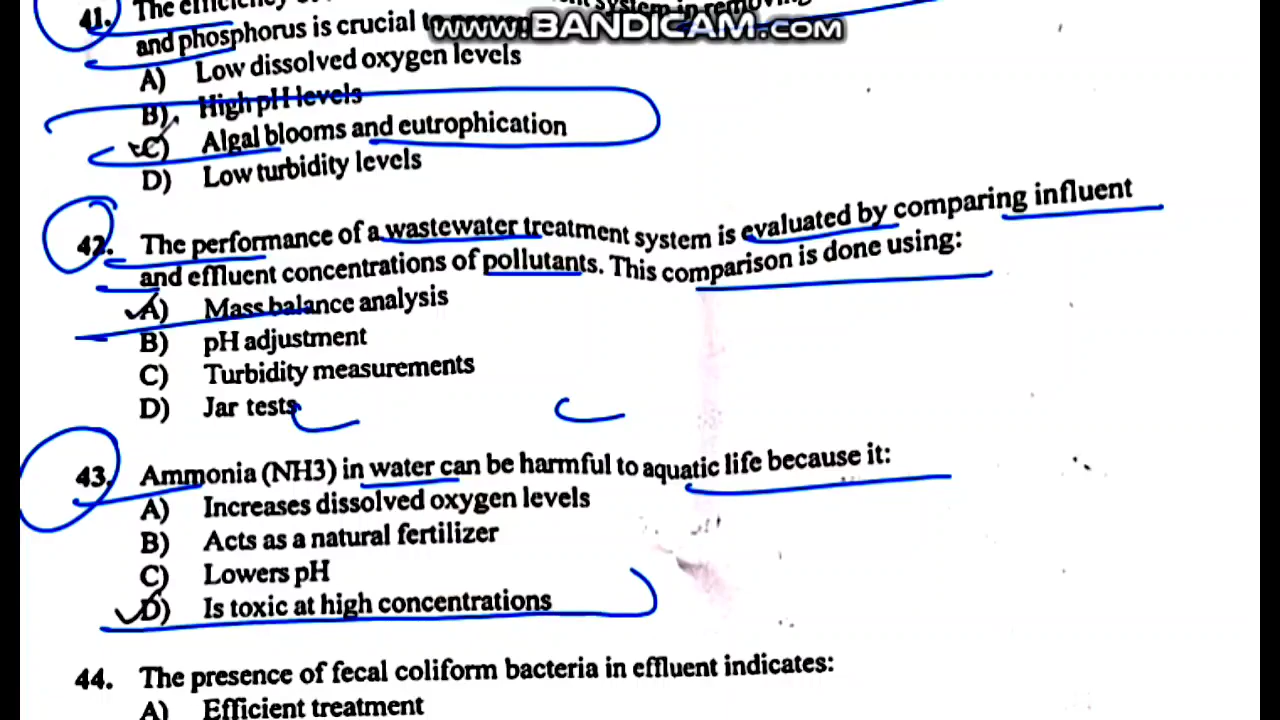 41. The efficiency of system in removing
and phosphorus is crucial to
www.BANDICAM.com
A) Low dissolved oxygen levels
B) High pH levels
C) Algal blooms and eutrophication
D) Low turbidity levels
42. The performance of a wastewater treatment system is evaluated by comparing influent
and effluent concentrations of pollutants. This comparison is done using:
A) Mass balance analysis
B) pH adjustment
C) Turbidity measurements
D) Jar tests
43. Ammonia (NH3) in water can be harmful to aquatic life because it:
A) Increases dissolved oxygen levels
B) Acts as a natural fertilizer
C) Lowers pH
D) Is toxic at high concentrations
44. The presence of fecal coliform bacteria in effluent indicates:
A) Efficient treatment